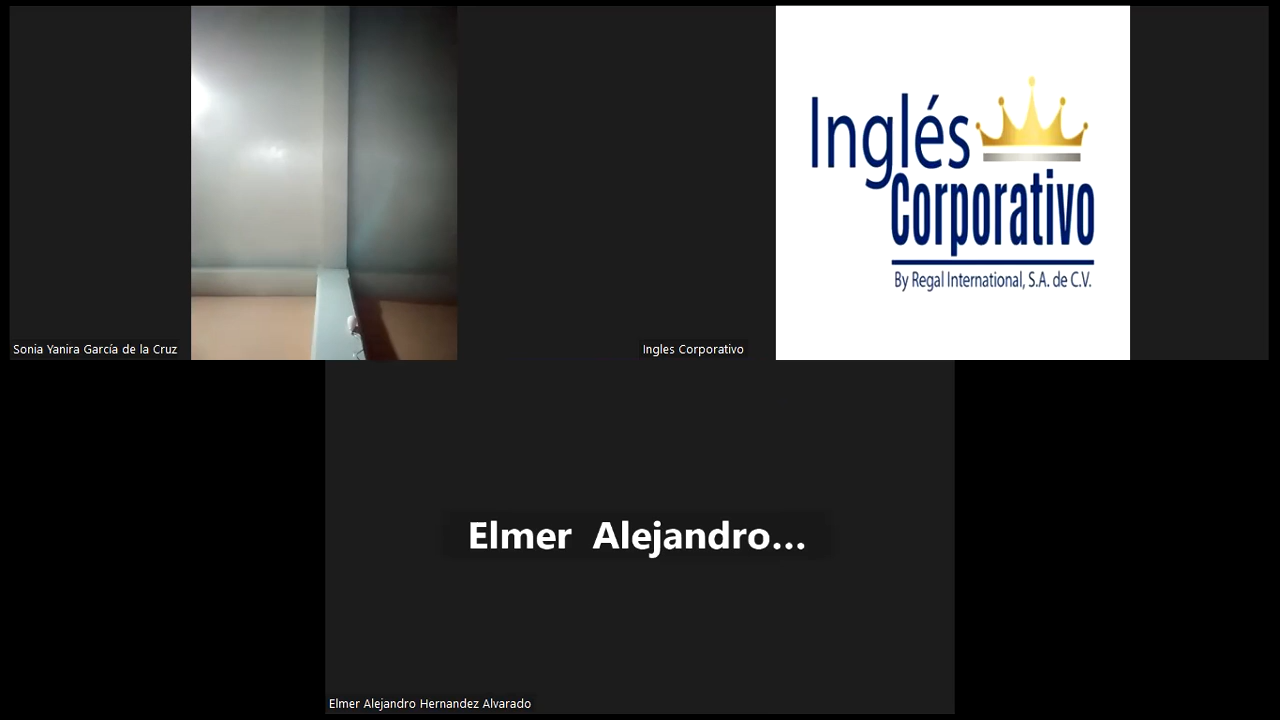 Inglés
Corporativo
By Regal International, S.A. de C.V.
Sonia Yanira García de la Cruz
Ingles Corporativo
Elmer Alejandro...
Elmer Alejandro Hernandez Alvarado